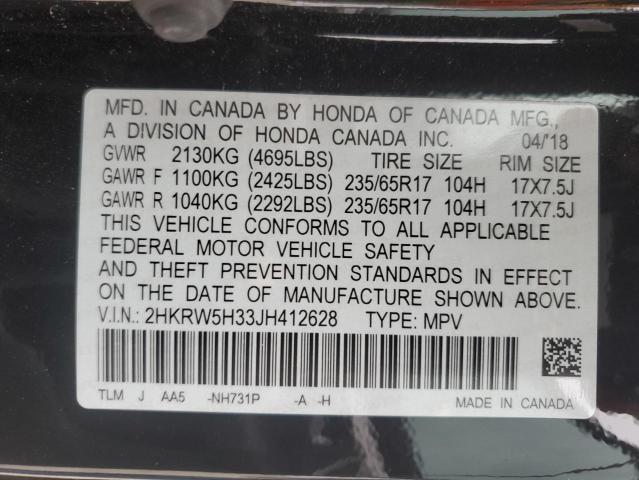 MFD. IN CANADA BY HONDA OF CANADA MFG.,
A DIVISION OF HONDA CANADA INC. 04/'18
GVWR 2130KG (4695LBS) TIRE SIZE RIM SIZE
GAWR F 1100KG (2425LBS) 235/65R17 104H 17X7.5J
GAWR R 1040KG (2292LBS) 235/65R17 104H 17X7.5J
THIS VEHICLE CONFORMS TO ALL APPLICABLE
FEDERAL MOTOR VEHICLE SAFETY
AND THEFT PREVENTION STANDARDS IN EFFECT
ON THE DATE OF MANUFACTURE SHOWN ABOVE.
V.I.N.: 2HKRW5H33JH412628 TYPE: MPV
TLM J AA5 -NH731P -A -H MADE IN CANADA